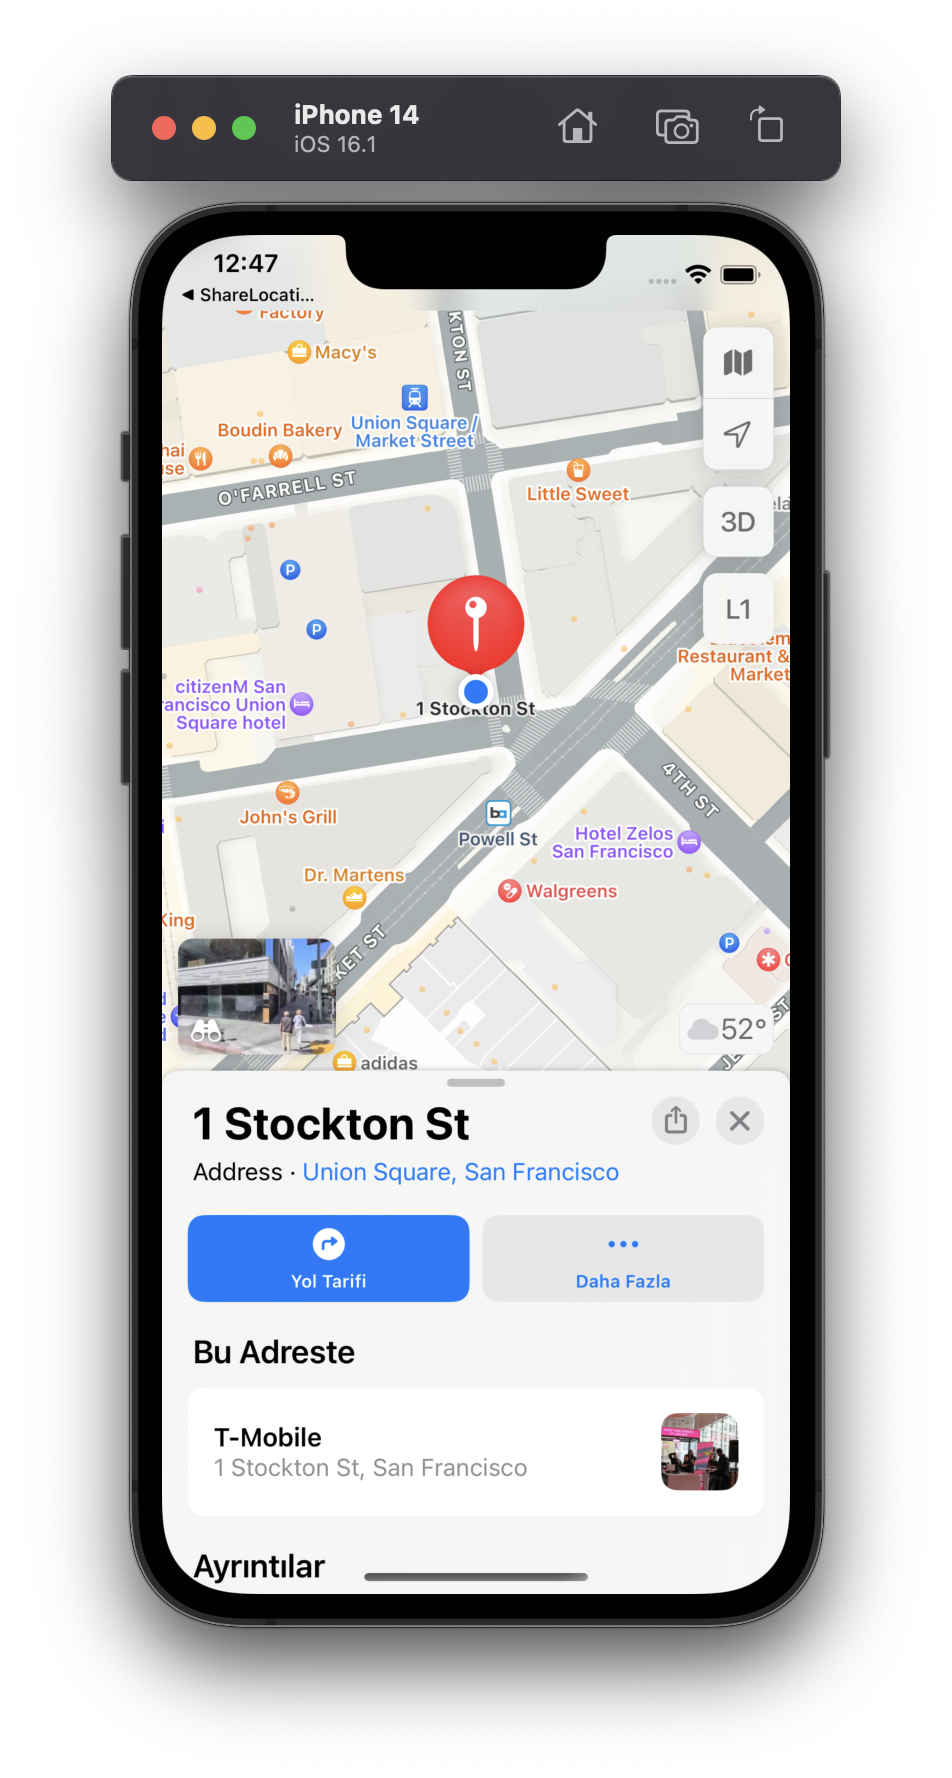 iPhone 14
iOS 16.1
12:47
◀ ShareLocati...
Factory
Macy's
KTON ST
Union Square /
Market Street
Boudin Bakery
O'FARRELL ST
Little Sweet
3D
L1
Restaurant &
Market
citizenM San
rancisco Union
Square hotel
1 Stockton St
4TH ST
John's Grill
Powell St
Hotel Zelos
San Francisco
Dr. Martens
Walgreens
King
KET ST
P
P
P
ST
52°
adidas
1 Stockton St
Address · Union Square, San Francisco
Yol Tarifi
Daha Fazla
Bu Adreste
T-Mobile
1 Stockton St, San Francisco
Ayrıntılar